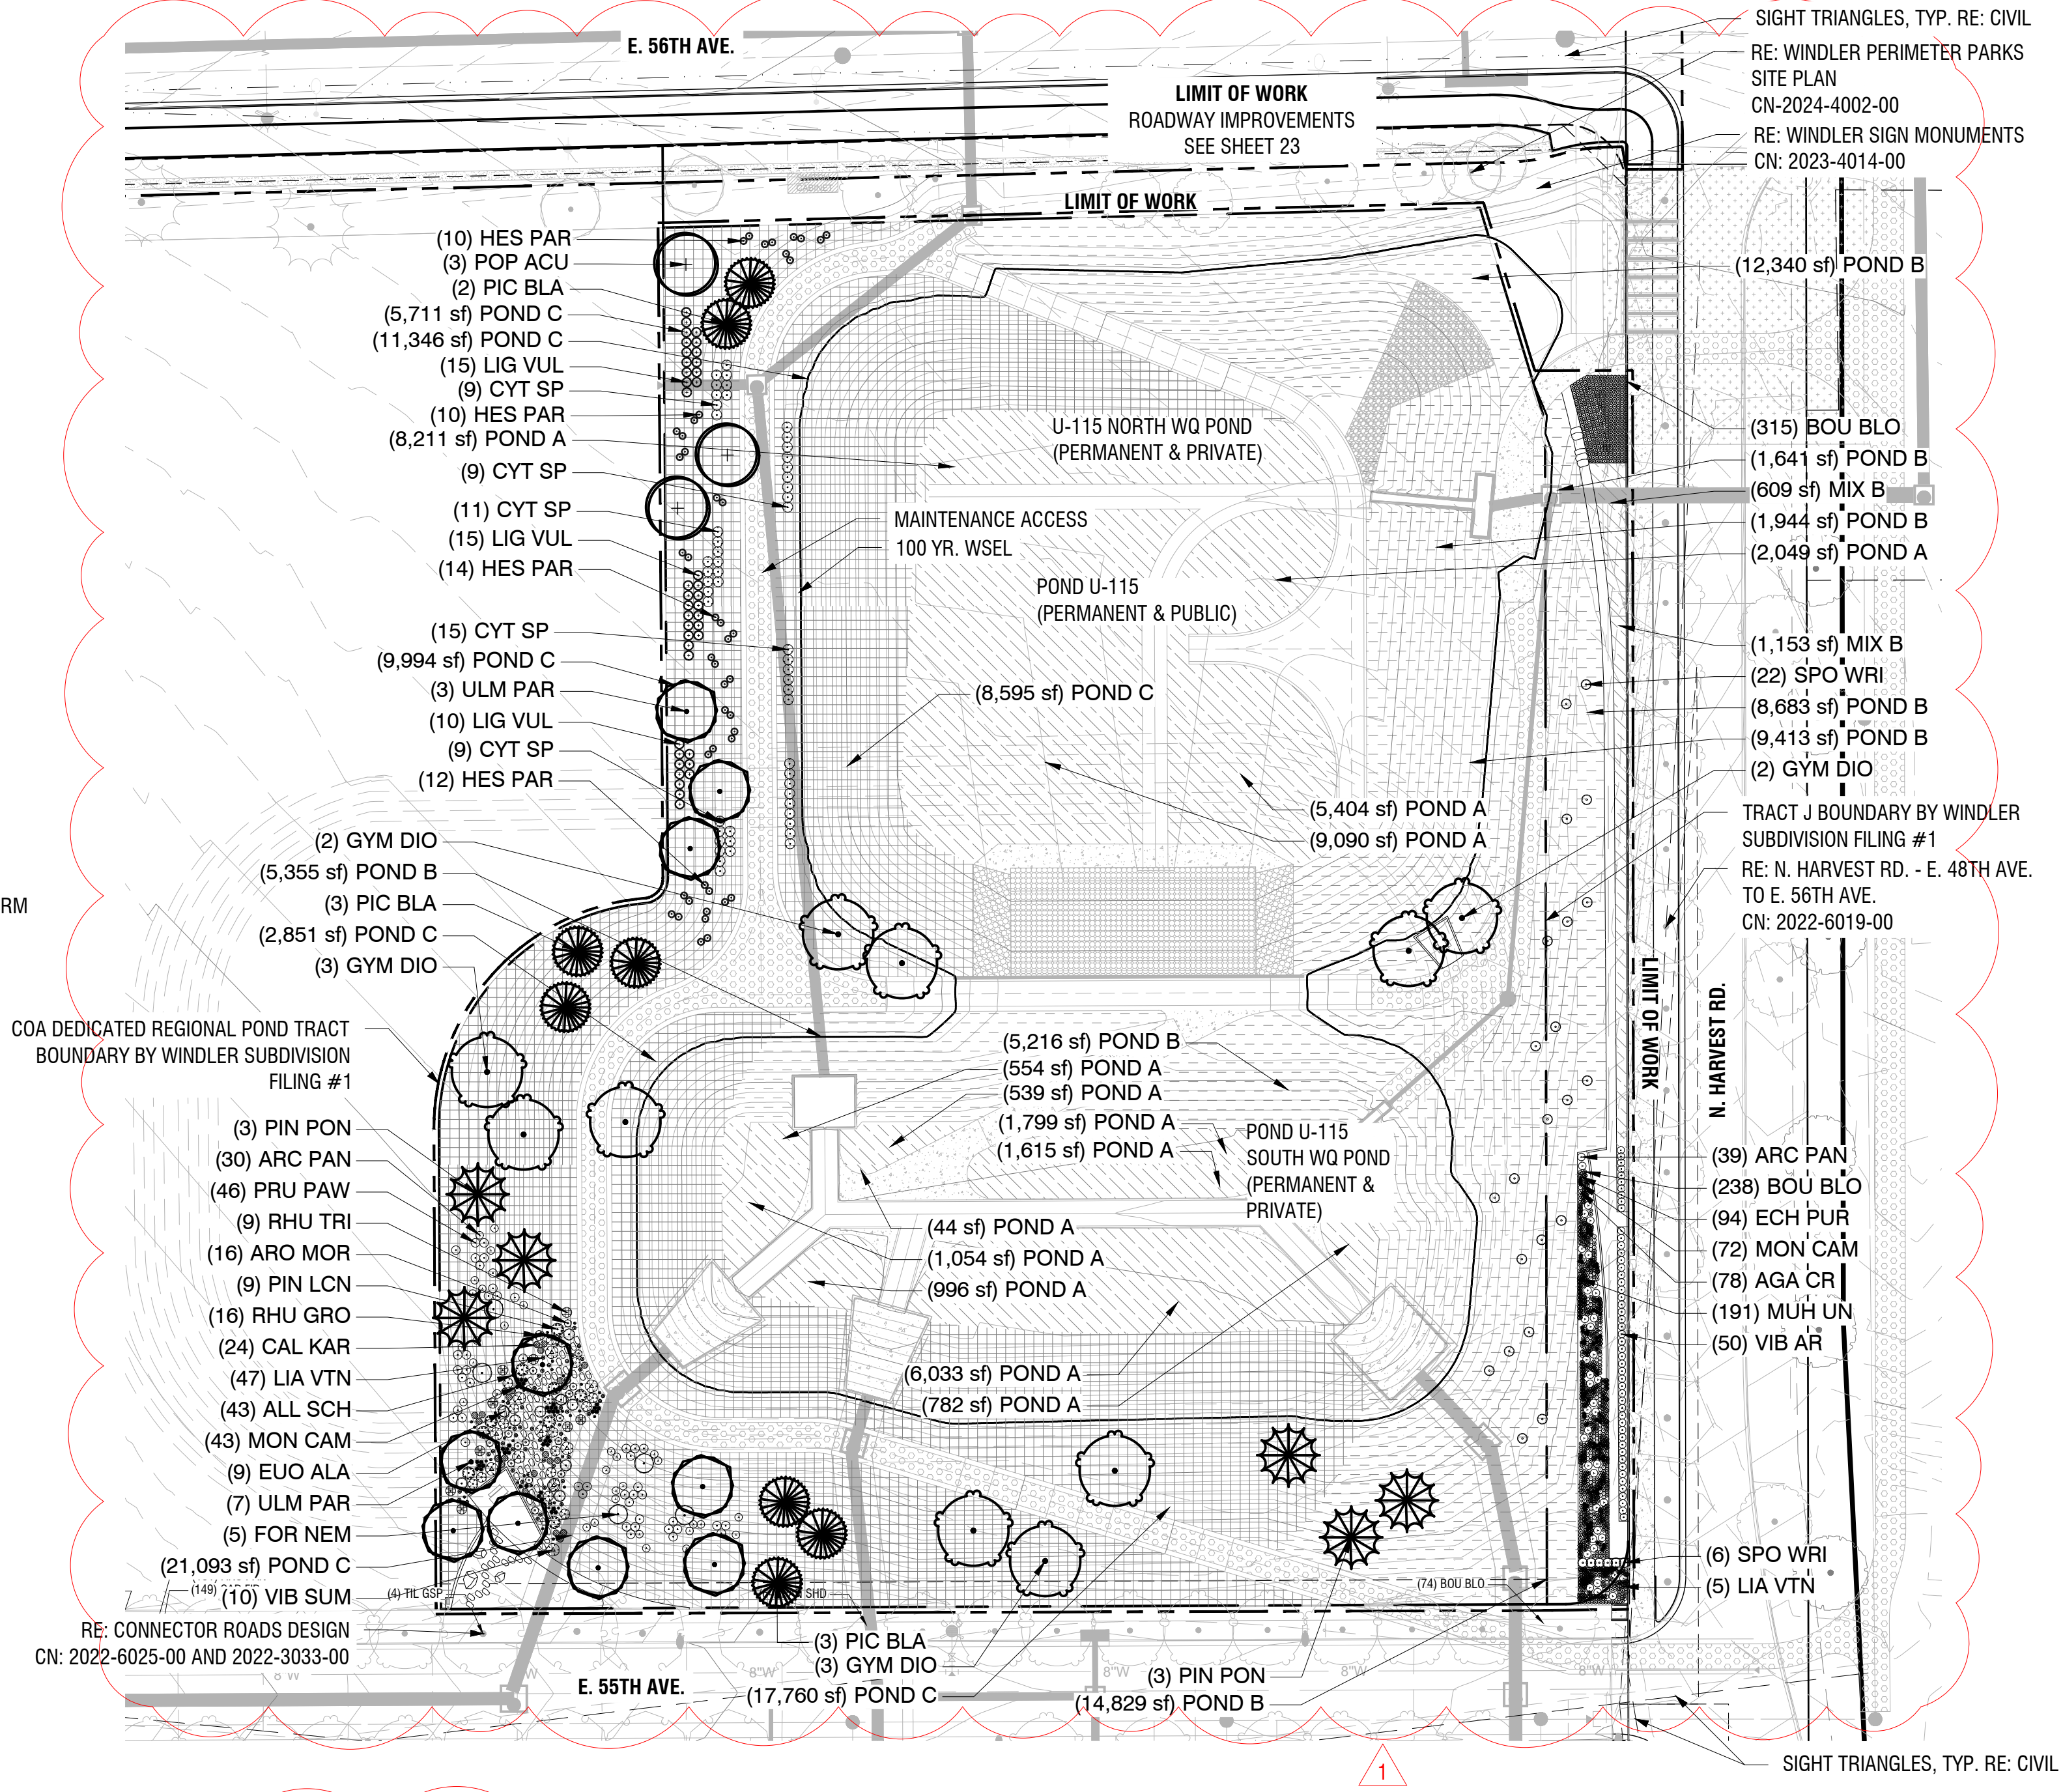 E. 56TH AVE.
LIMIT OF WORK
ROADWAY IMPROVEMENTS
SEE SHEET 23
SIGHT TRIANGLES, TYP. RE: CIVIL
RE: WINDLER PERIMETER PARKS
SITE PLAN
CN-2024-4002-00
RE: WINDLER SIGN MONUMENTS
CN: 2023-4014-00
CABINET
LIMIT OF WORK
(10) HES PAR
(3) POP ACU
(2) PIC BLA
(5,711 sf) POND C
(11,346 sf) POND C
(15) LIG VUL
(9) CYT SP
(10) HES PAR
(8,211 sf) POND A
(9) CYT SP
(11) CYT SP
(15) LIG VUL
(14) HES PAR
(15) CYT SP
(9,994 sf) POND C
(3) ULM PAR
(10) LIG VUL
(9) CYT SP
(12) HES PAR
(2) GYM DIO
(5,355 sf) POND B
(3) PIC BLA
(2,851 sf) POND C
(3) GYM DIO
RM
COA DEDICATED REGIONAL POND TRACT
BOUNDARY BY WINDLER SUBDIVISION
FILING #1
(3) PIN PON
(30) ARC PAN
(46) PRU PAW
(9) RHU TRI
(16) ARO MOR
(9) PIN LCN
(16) RHU GRO
(24) CAL KAR
(47) LIA VTN
(43) ALL SCH
(43) MON CAM
(9) EUO ALA
(7) ULM PAR
(5) FOR NEM
(21,093 sf) POND C
(149)
(10) VIB SUM
(4) TIL GSP
RE: CONNECTOR ROADS DESIGN
CN: 2022-6025-00 AND 2022-3033-00
U-115 NORTH WQ POND
(PERMANENT & PRIVATE)
MAINTENANCE ACCESS
100 YR. WSEL
POND U-115
(PERMANENT & PUBLIC)
(8,595 sf) POND C
(5,404 sf) POND A
(9,090 sf) POND A
(5,216 sf) POND B
(554 sf) POND A
(539 sf) POND A
(1,799 sf) POND A
(1,615 sf) POND A
POND U-115
SOUTH WQ POND
(PERMANENT &
PRIVATE)
(44 sf) POND A
(1,054 sf) POND A
(996 sf) POND A
(6,033 sf) POND A
(782 sf) POND A
(12,340 sf) POND B
(315) BOU BLO
(1,641 sf) POND B
(609 sf) MIX B
(1,944 sf) POND B
(2,049 sf) POND A
(1,153 sf) MIX B
(22) SPO WRI
(8,683 sf) POND B
(9,413 sf) POND B
(2) GYM DIO
TRACT J BOUNDARY BY WINDLER
SUBDIVISION FILING #1
RE: N. HARVEST RD. - E. 48TH AVE.
TO E. 56TH AVE.
CN: 2022-6019-00
LIMIT OF WORK
N. HARVEST RD.
(39) ARC PAN
(238) BOU BLO
(94) ECH PUR
(72) MON CAM
(78) AGA CR
(191) MUH UN
(50) VIB AR
(6) SPO WRI
(5) LIA VTN
SHD
(74) BOU BLO
(3) PIC BLA
(3) GYM DIO
(17,760 sf) POND C
(3) PIN PON
(14,829 sf) POND B
E. 55TH AVE.
8"W
8"W
8"W
8"W
8"W
SIGHT TRIANGLES, TYP. RE: CIVIL
1